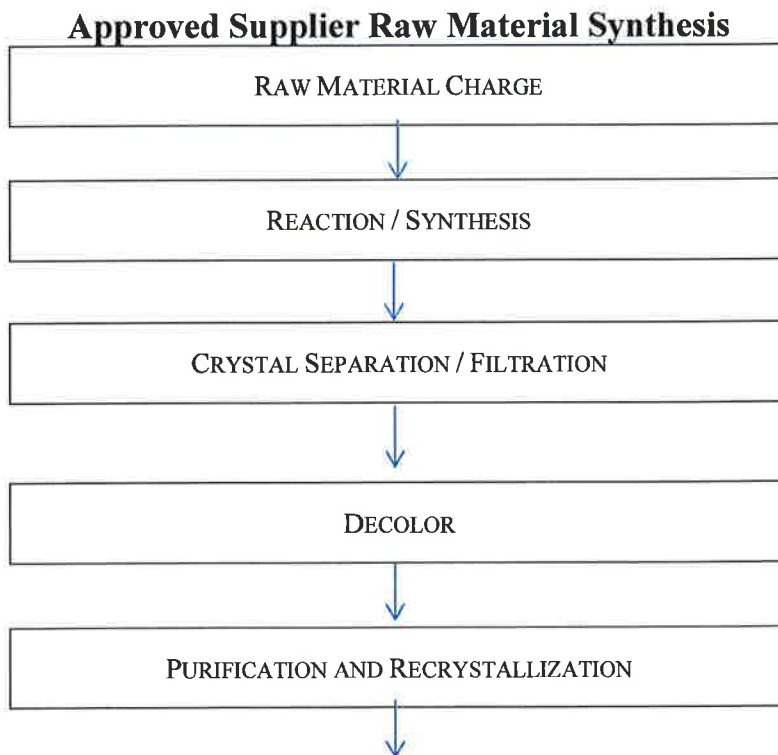 Approved Supplier Raw Material Synthesis
RAW MATERIAL CHARGE
REACTION / SYNTHESIS
CRYSTAL SEPARATION / FILTRATION
DECOLOR
PURIFICATION AND RECRYSTALLIZATION